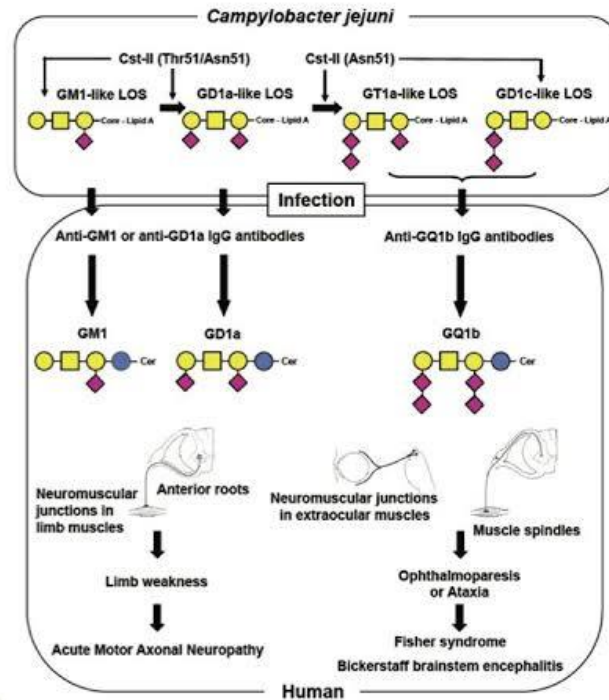 Campylobacter jejuni
Cst-II (Thr51/Asn51) Cst-II (Asn51)
GM1-like LOS GD1a-like LOS GT1a-like LOS GD1c-like LOS
Core - Lipid A Core - Lipid A Core - Lipid A Core - Lipid A
Infection
Anti-GM1 or anti-GD1a IgG antibodies Anti-GQ1b IgG antibodies
GM1 GD1a GQ1b
Cer Cer Cer
Neuromuscular
junctions in
limb muscles
Anterior roots
Neuromuscular junctions
in extraocular muscles
Muscle spindles
Limb weakness
Ophthalmoparesis
or Ataxia
Acute Motor Axonal Neuropathy
Fisher syndrome
Bickerstaff brainstem encephalitis
Human